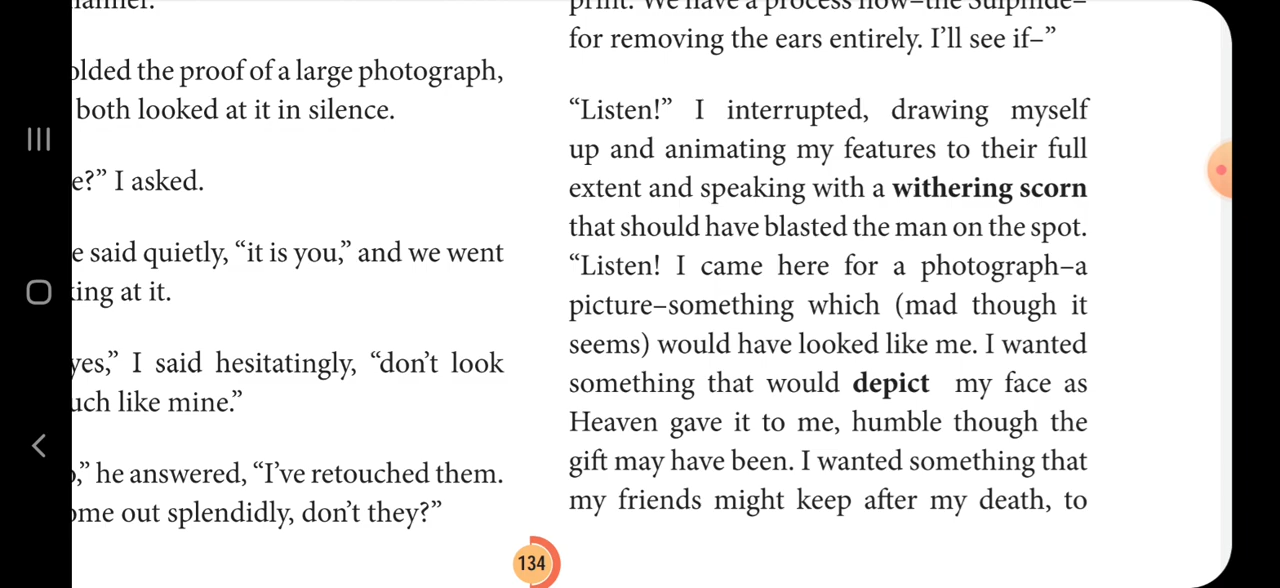 olded the proof of a large photograph,
both looked at it in silence.
e?” I asked.
e said quietly, “it is you,” and we went
king at it.
yes,” I said hesitatingly, “don’t look
uch like mine.”
,” he answered, “I’ve retouched them.
ome out splendidly, don’t they?”
for removing the ears entirely. I’ll see if–”
“Listen!” I interrupted, drawing myself
up and animating my features to their full
extent and speaking with a withering scorn
that should have blasted the man on the spot.
“Listen! I came here for a photograph–a
picture–something which (mad though it
seems) would have looked like me. I wanted
something that would depict my face as
Heaven gave it to me, humble though the
gift may have been. I wanted something that
my friends might keep after my death, to
134